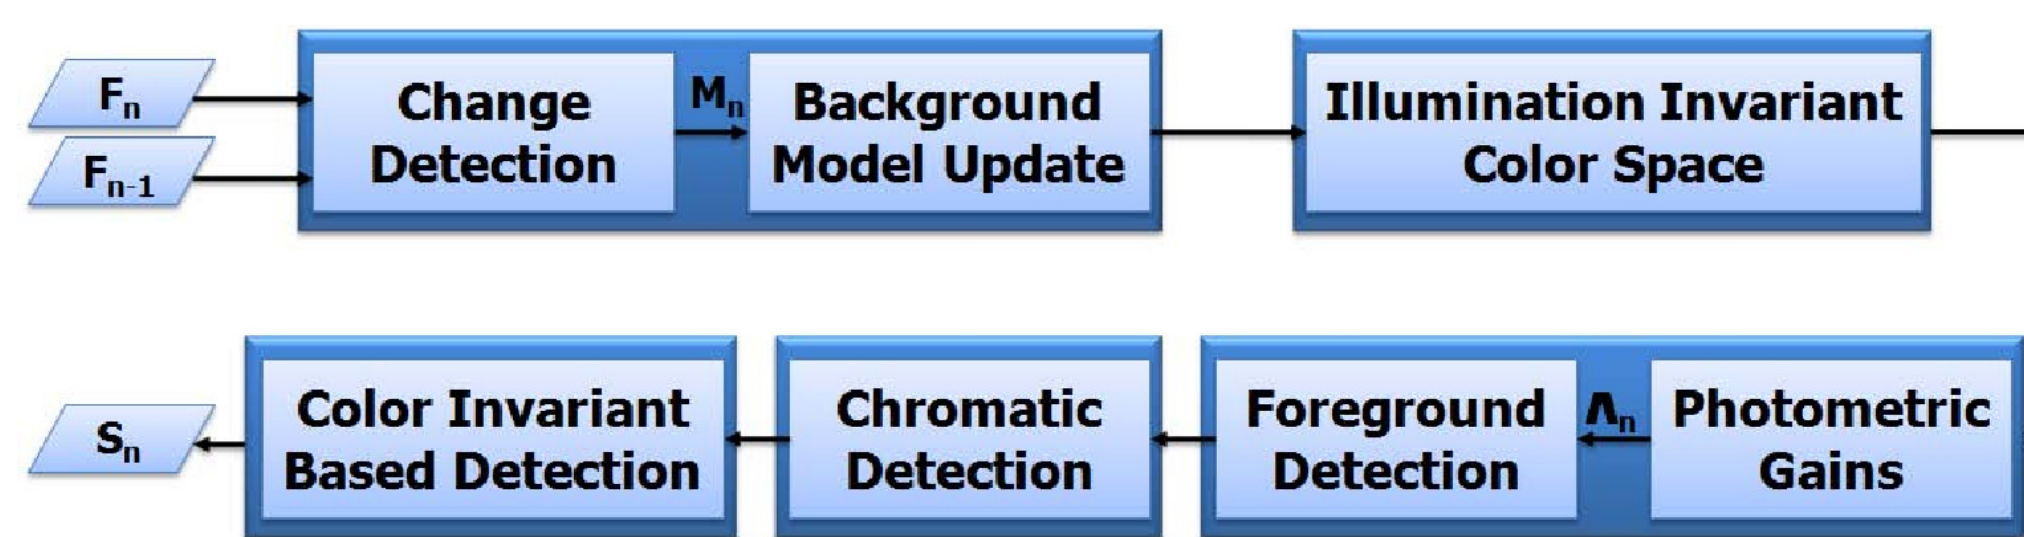 Fn
Fn-1
Change
Detection
Mn
Background
Model Update
Illumination Invariant
Color Space
Sn
Color Invariant
Based Detection
Chromatic
Detection
Foreground
Detection
Λn
Photometric
Gains